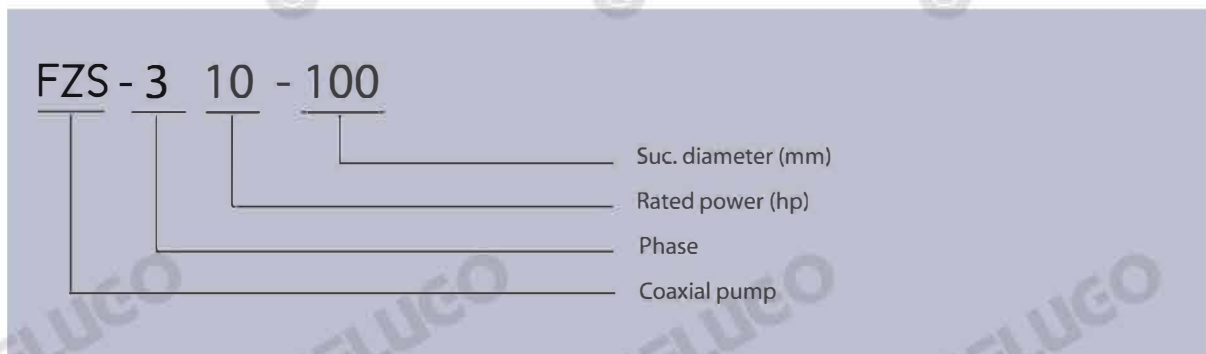 FZS - 3 10 - 100
Suc. diameter (mm)
Rated power (hp)
Phase
Coaxial pump